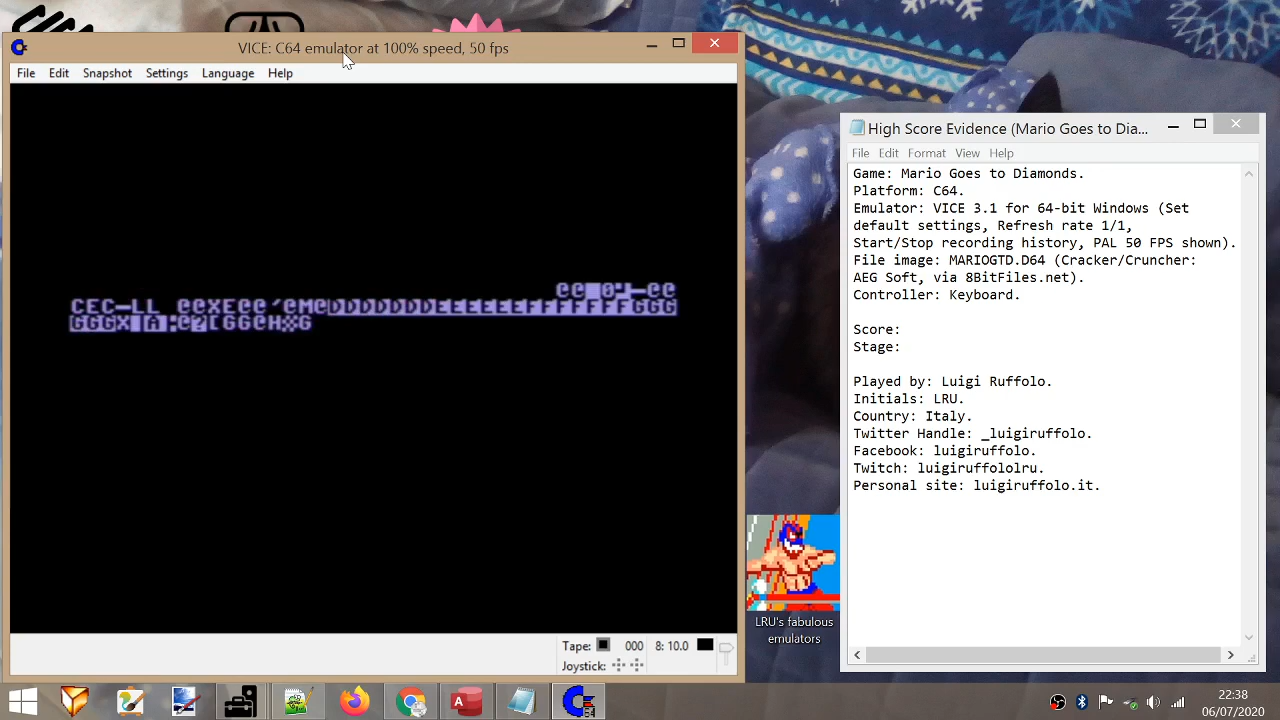 VICE: C64 emulator at 100% speed, 50 fps
File Edit Snapshot Settings Language Help
Tape: 000 8: 10.0
Joystick:
High Score Evidence (Mario Goes to Dia...
File Edit Format View Help
Game: Mario Goes to Diamonds.
Platform: C64.
Emulator: VICE 3.1 for 64-bit Windows (Set
default settings, Refresh rate 1/1,
Start/Stop recording history, PAL 50 FPS shown).
File image: MARIOGTD.D64 (Cracker/Cruncher:
AEG Soft, via 8BitFiles.net).
Controller: Keyboard.
Score:
Stage:
Played by: Luigi Ruffolo.
Initials: LRU.
Country: Italy.
Twitter Handle: _luigiruffolo.
Facebook: luigiruffolo.
Twitch: luigiruffololru.
Personal site: luigiruffolo.it.
LRU's fabulous
emulators
22:38
06/07/2020